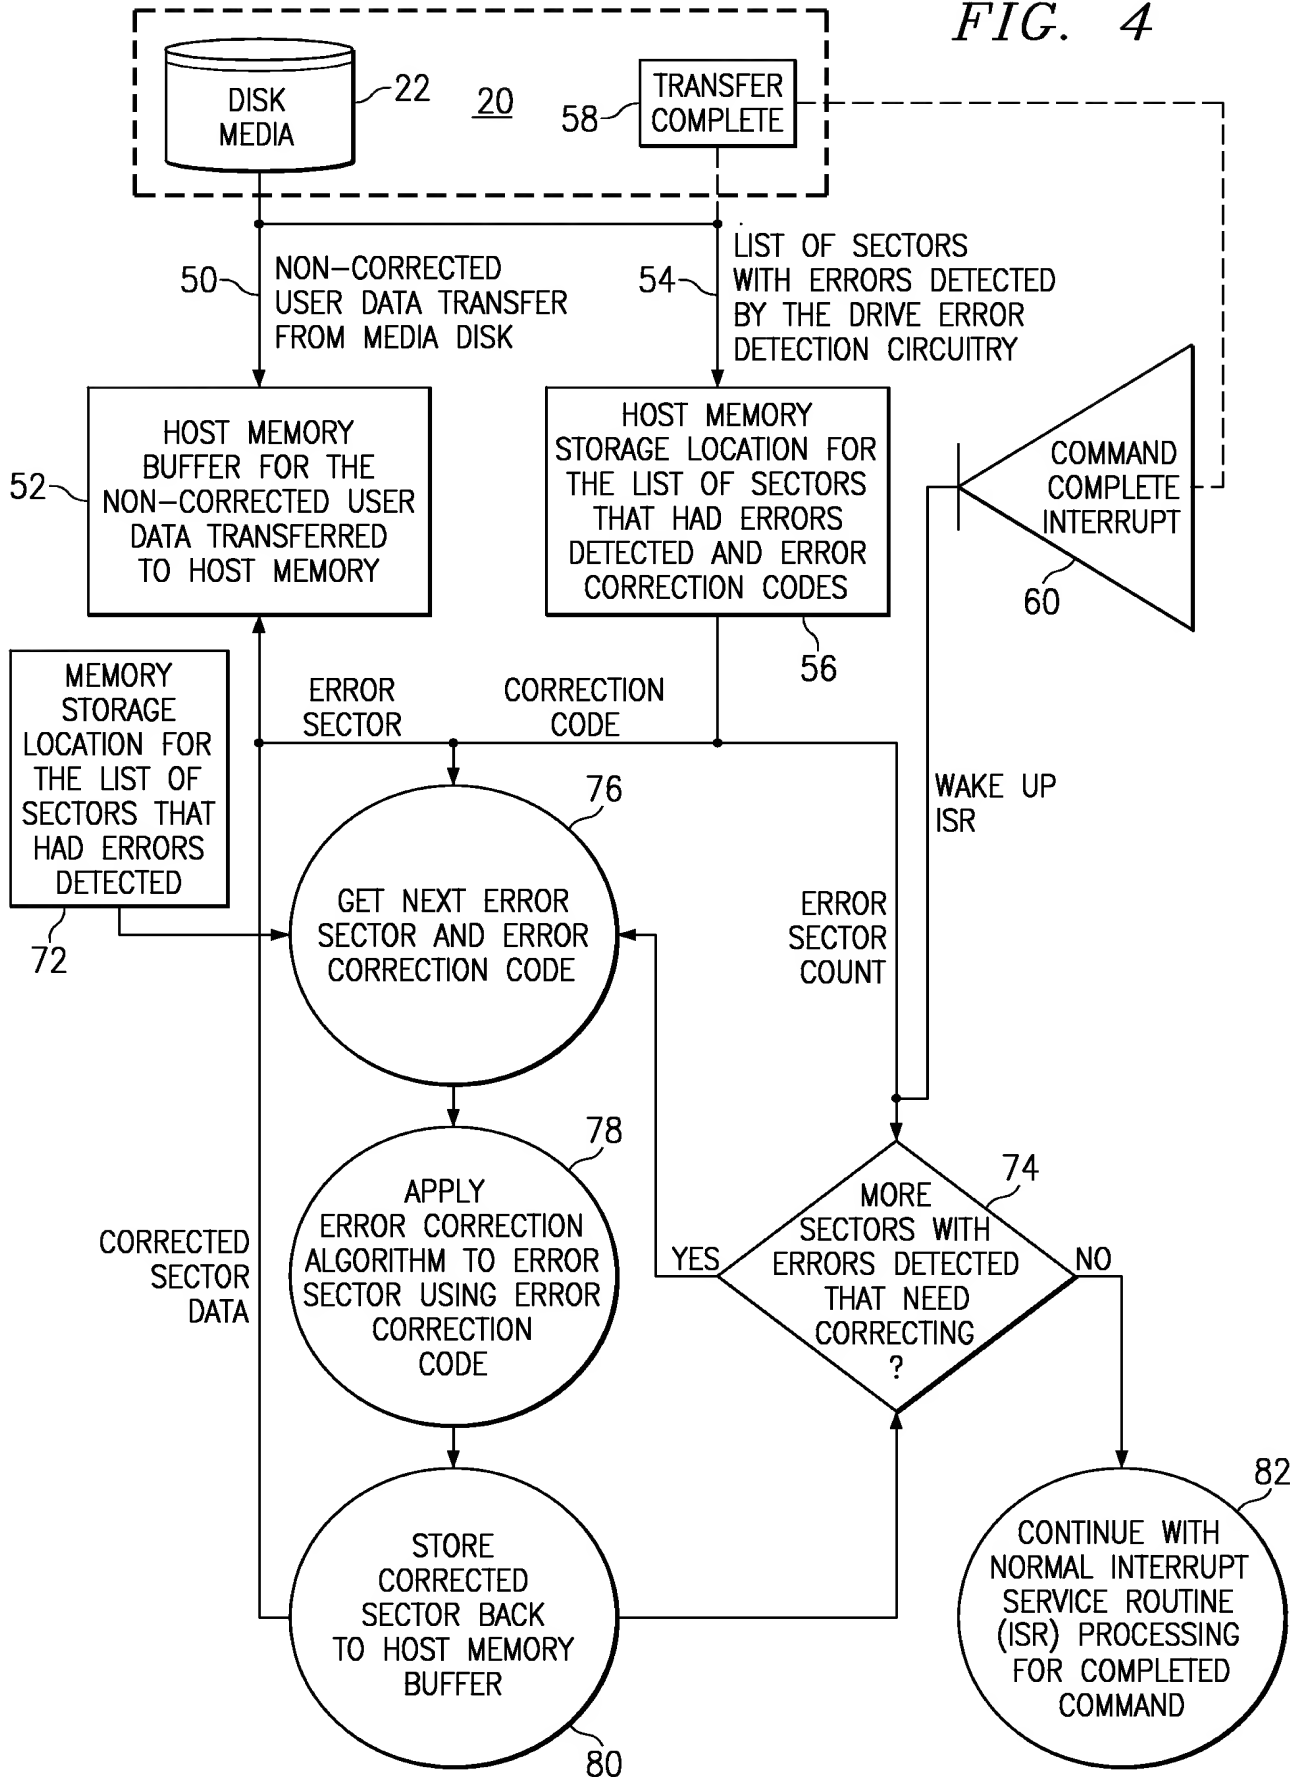 FIG. 4
DISK
MEDIA
22
20
58
TRANSFER
COMPLETE
50
NON-CORRECTED
USER DATA TRANSFER
FROM MEDIA DISK
54
LIST OF SECTORS
WITH ERRORS DETECTED
BY THE DRIVE ERROR
DETECTION CIRCUITRY
52
HOST MEMORY
BUFFER FOR THE
NON-CORRECTED USER
DATA TRANSFERRED
TO HOST MEMORY
HOST MEMORY
STORAGE LOCATION FOR
THE LIST OF SECTORS
THAT HAD ERRORS
DETECTED AND ERROR
CORRECTION CODES
56
COMMAND
COMPLETE
INTERRUPT
60
MEMORY
STORAGE
LOCATION FOR
THE LIST OF
SECTORS THAT
HAD ERRORS
DETECTED
72
ERROR
SECTOR
CORRECTION
CODE
76
WAKE UP
ISR
GET NEXT ERROR
SECTOR AND ERROR
CORRECTION CODE
ERROR
SECTOR
COUNT
78
APPLY
ERROR CORRECTION
ALGORITHM TO ERROR
SECTOR USING ERROR
CORRECTION
CODE
74
MORE
SECTORS WITH
ERRORS DETECTED
THAT NEED
CORRECTING
?
YES
NO
CORRECTED
SECTOR
DATA
STORE
CORRECTED
SECTOR BACK
TO HOST MEMORY
BUFFER
80
82
CONTINUE WITH
NORMAL INTERRUPT
SERVICE ROUTINE
(ISR) PROCESSING
FOR COMPLETED
COMMAND